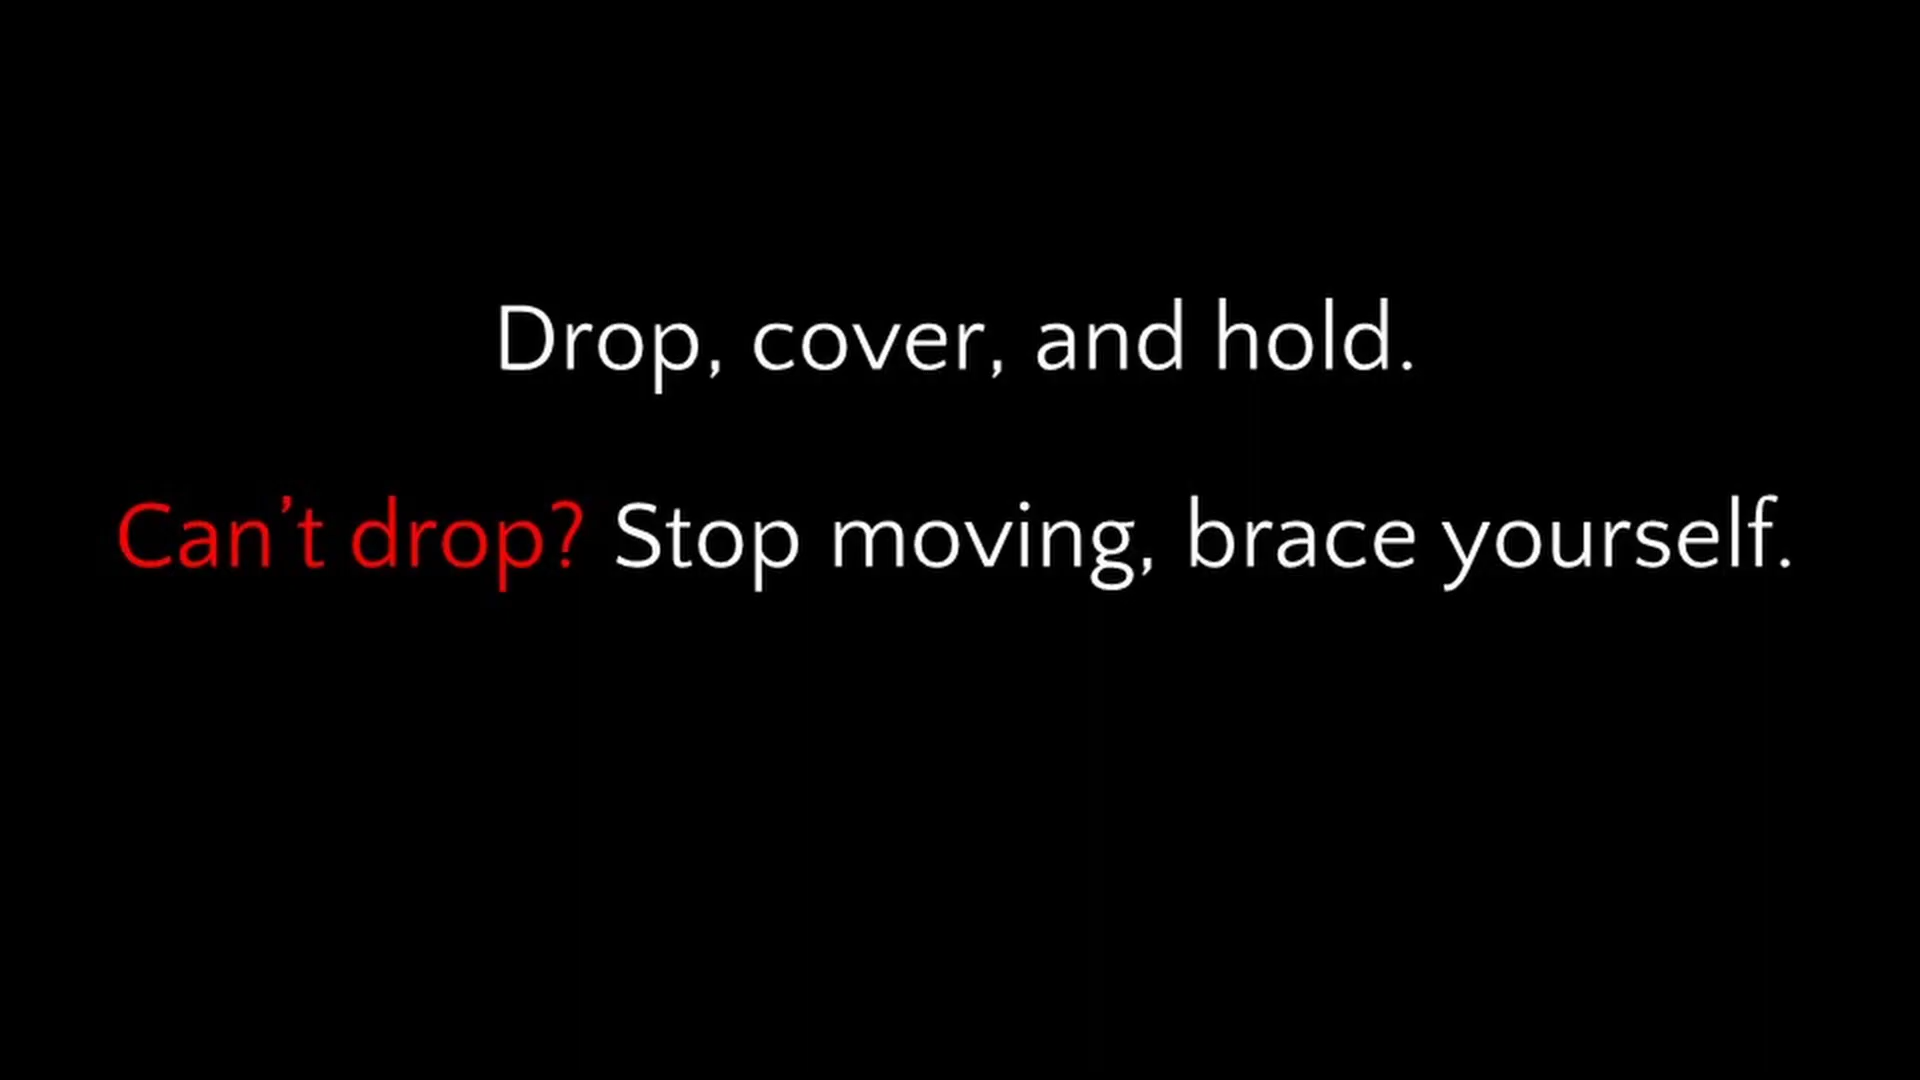 Drop, cover, and hold.
Can’t drop? Stop moving, brace yourself.